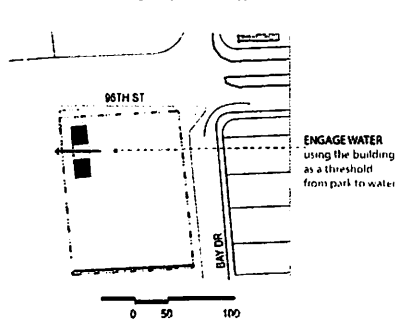 96TH ST
ENGAGE WATER
using the building
as a threshold
from park to water
BAY DR
0 50 100